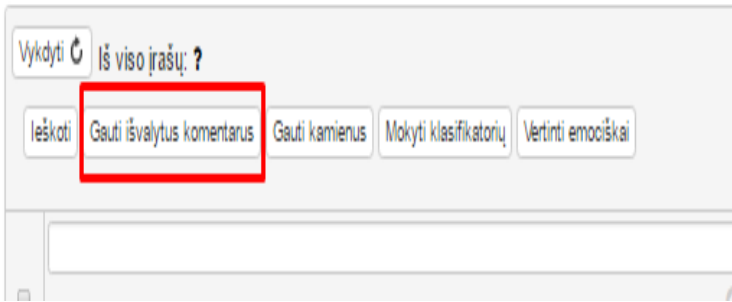 Vykdyti Iš viso įrašų: ?
Ieškoti Gauti išvalytus komentarus Gauti kamienus Mokyti klasifikatorių Vertinti emociškai